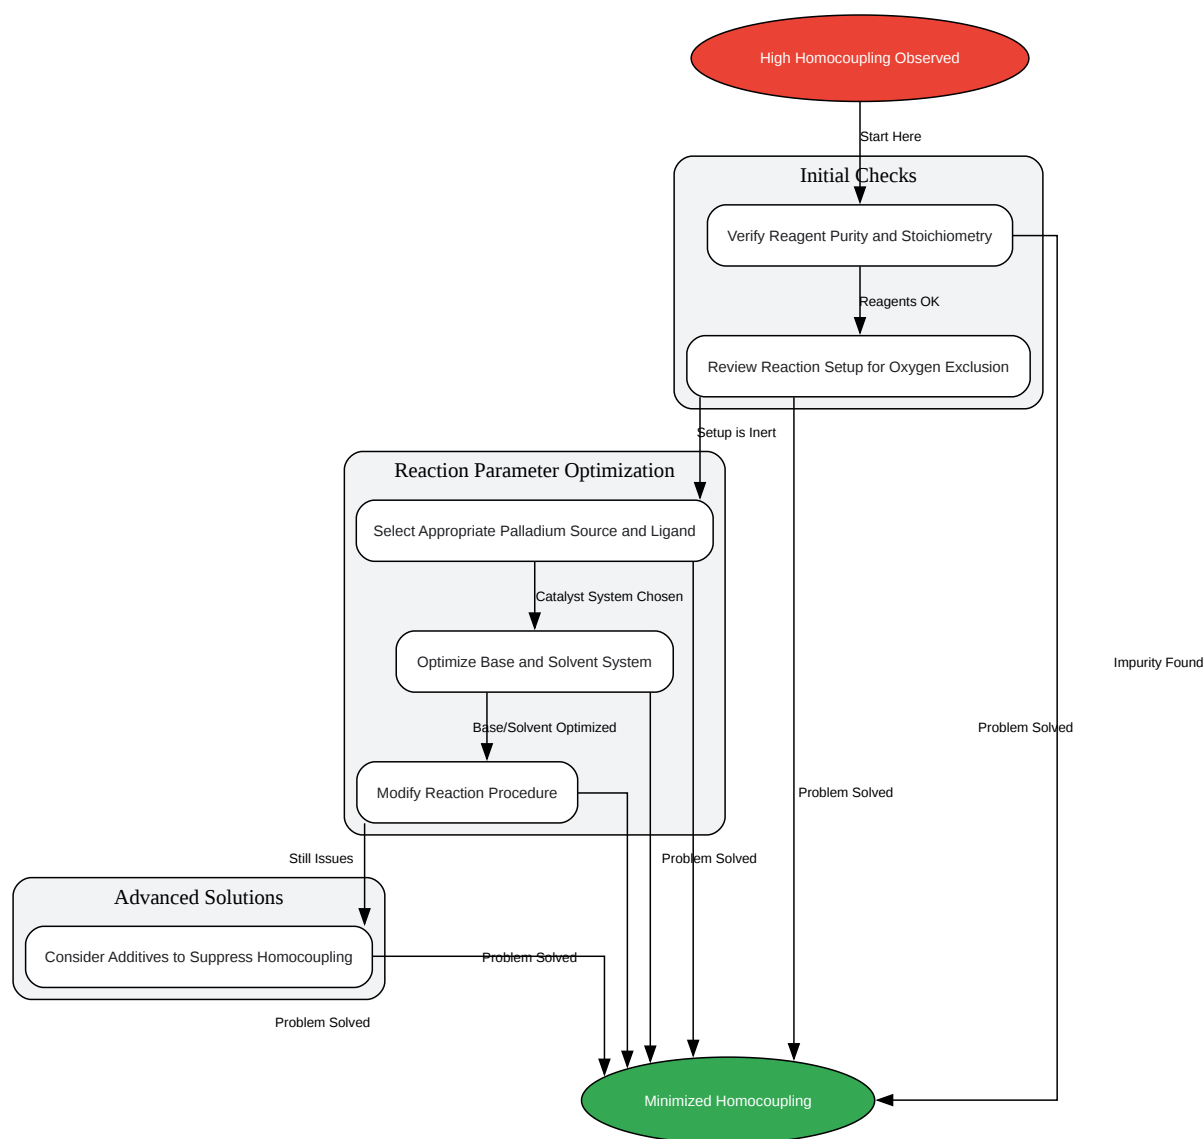 High Homocoupling Observed
Start Here
Initial Checks
Verify Reagent Purity and Stoichiometry
Reagents OK
Review Reaction Setup for Oxygen Exclusion
Setup is Inert
Reaction Parameter Optimization
Select Appropriate Palladium Source and Ligand
Catalyst System Chosen
Optimize Base and Solvent System
Impurity Found
Base/Solvent Optimized
Problem Solved
Modify Reaction Procedure
Problem Solved
Still Issues
Problem Solved
Advanced Solutions
Consider Additives to Suppress Homocoupling
Problem Solved
Problem Solved
Minimized Homocoupling